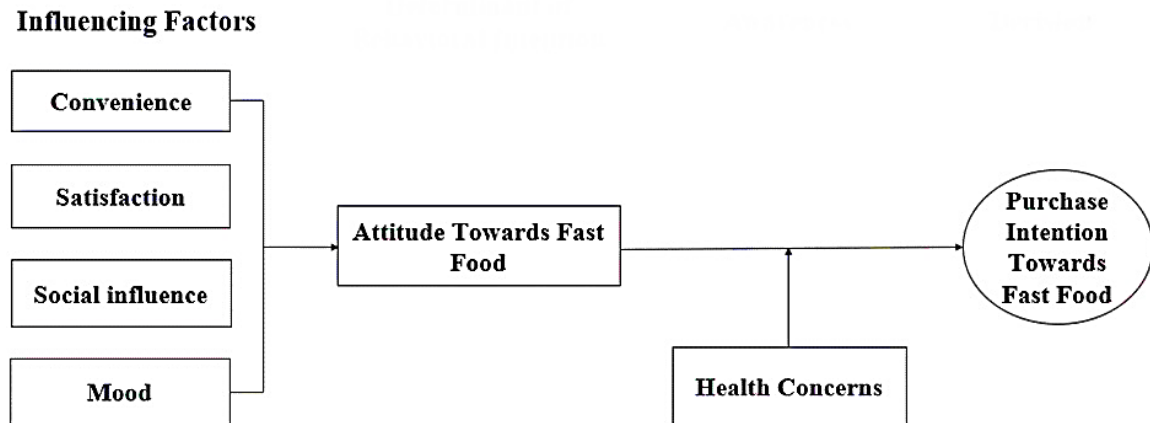 Influencing Factors
Convenience
Satisfaction
Social influence
Mood
Attitude Towards Fast
Food
Health Concerns
Purchase
Intention
Towards
Fast Food